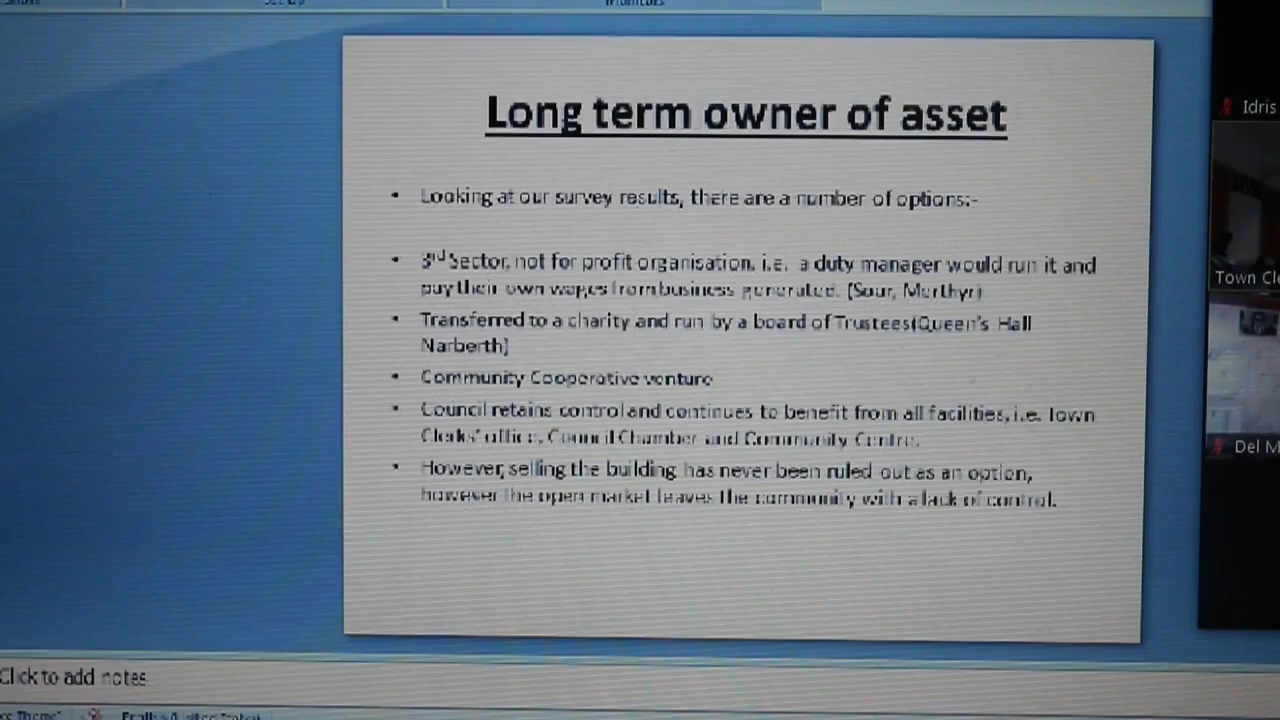 Long term owner of asset
• Looking at our survey results, there are a number of options:-
• 3rd Sector, not for profit organisation, i.e. a duty manager would run it and
pay their own wages from business generated. (Sour, Merthyr)
• Transferred to a charity and run by a board of Trustees(Queen's Hall
Narberth)
• Community Cooperative venture
• Council retains control and continues to benefit from all facilities, i.e. Town
Clerks' office, Council Chamber and Community Centre.
• However, selling the building has never been ruled out as an option,
however the open market leaves the community with a lack of control.
Idris
Town Cle
Del M
Click to add notes